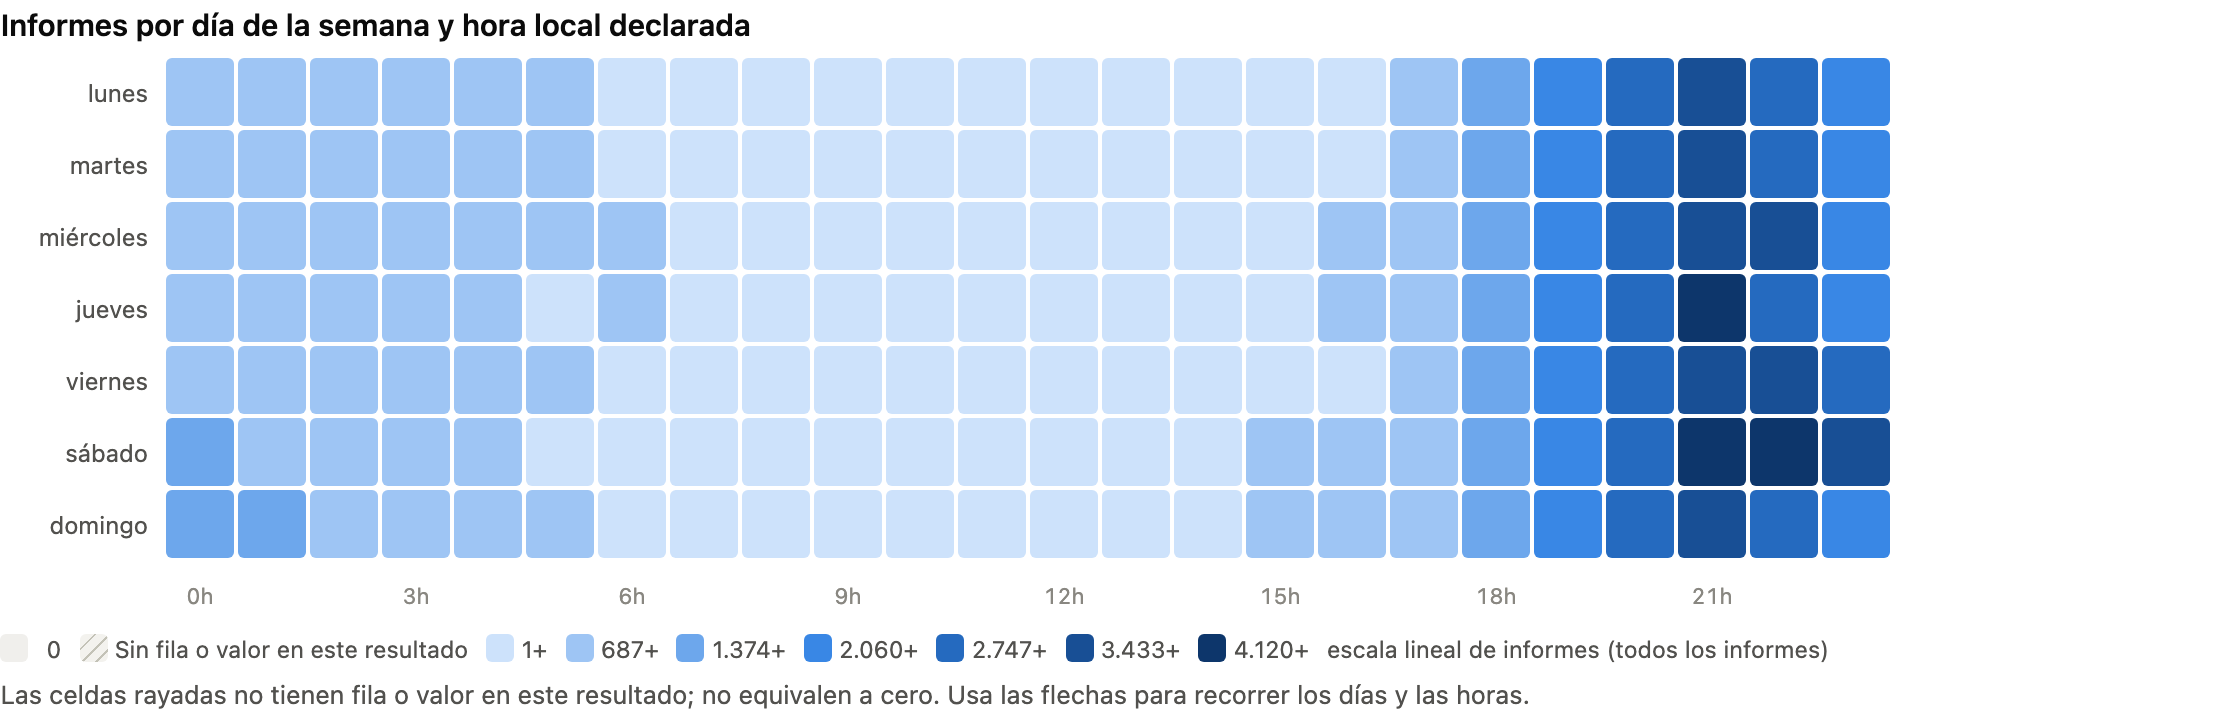 Informes por día de la semana y hora local declarada
lunes
martes
miércoles
jueves
viernes
sábado
domingo
0h 3h 6h 9h 12h 15h 18h 21h
0 Sin fila o valor en este resultado 1+ 687+ 1.374+ 2.060+ 2.747+ 3.433+ 4.120+ escala lineal de informes (todos los informes)
Las celdas rayadas no tienen fila o valor en este resultado; no equivalen a cero. Usa las flechas para recorrer los días y las horas.